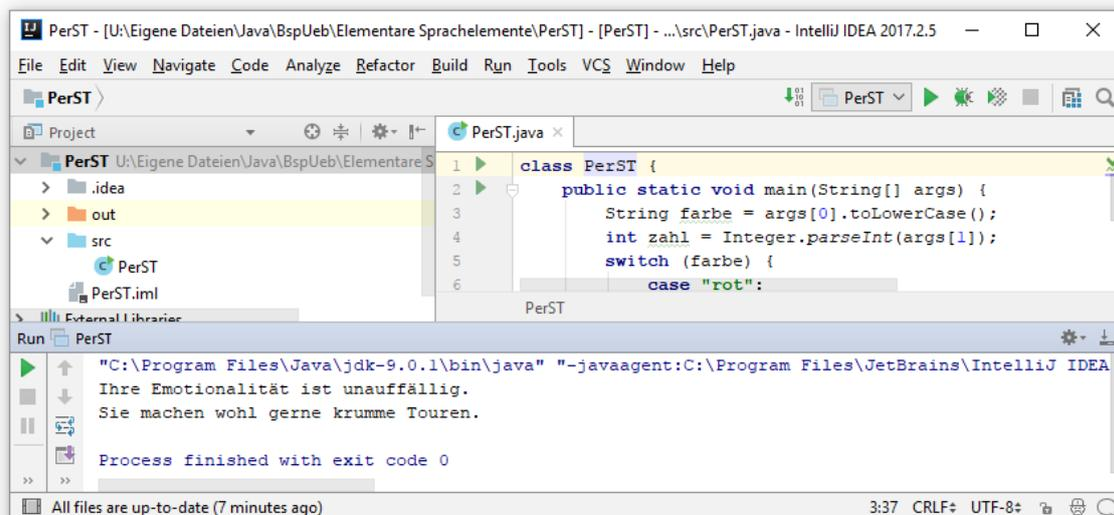 PerST - [U:\Eigene Dateien\Java\BspUeb\Elementare Sprachelemente\PerST] - [PerST] - ...\src\PerST.java - IntelliJ IDEA 2017.2.5
File Edit View Navigate Code Analyze Refactor Build Run Tools VCS Window Help
PerST
PerST
Project
PerST.java
PerST U:\Eigene Dateien\Java\BspUeb\Elementare S
.idea
out
src
PerST
PerST.iml
External Libraries
1 class PerST {
2 public static void main(String[] args) {
3 String farbe = args[0].toLowerCase();
4 int zahl = Integer.parseInt(args[1]);
5 switch (farbe) {
6 case "rot":
PerST
Run PerST
"C:\Program Files\Java\jdk-9.0.1\bin\java" "-javaagent:C:\Program Files\JetBrains\IntelliJ IDEA
Ihre Emotionalität ist unauffällig.
Sie machen wohl gerne krumme Touren.
Process finished with exit code 0
All files are up-to-date (7 minutes ago) 3:37 CRLF UTF-8